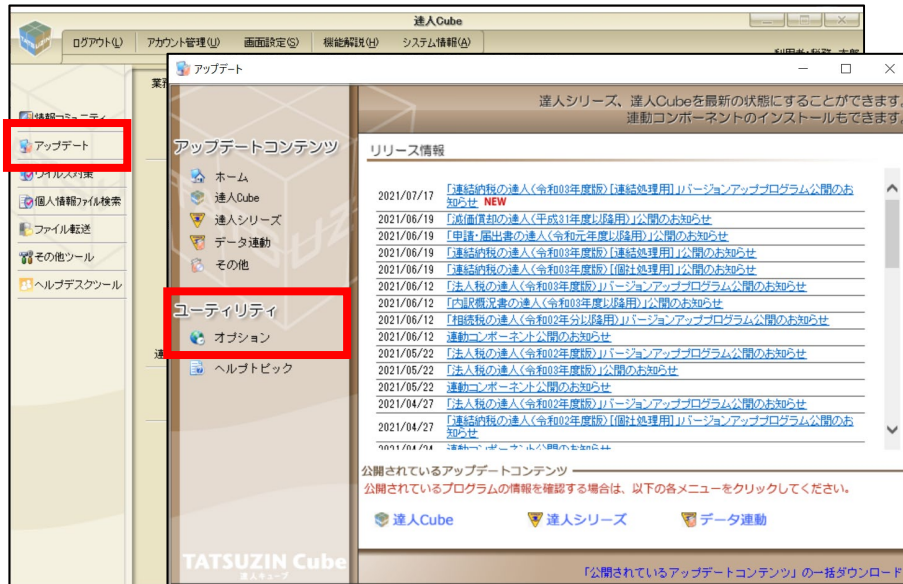 達人Cube
ログアウト(L) アカウント管理(U) 画面設定(S) 機能解説(H) システム情報(A)
アップデート
情報コミュニティ
アップデート
ウイルス対策
個人情報ファイル検索
ファイル転送
その他ツール
ヘルプデスクツール
達人シリーズ、達人Cubeを最新の状態にすることができます。
連動コンポーネントのインストールもできます。
アップデートコンテンツ
ホーム
達人Cube
達人シリーズ
データ連動
その他
ユーティリティ
オプション
ヘルプトピック
リリース情報
2021/07/17 「連結納税の達人(令和03年度版)[連結処理用]」バージョンアッププログラム公開のお
知らせ NEW
2021/06/19 「減価償却の達人(平成31年度以降用)」公開のお知らせ
2021/06/19 「申請・届出書の達人(令和元年度以降用)」公開のお知らせ
2021/06/19 「連結納税の達人(令和03年度版)[連結処理用]」公開のお知らせ
2021/06/19 「連結納税の達人(令和03年度版)[個社処理用]」公開のお知らせ
2021/06/12 「法人税の達人(令和03年度版)」バージョンアッププログラム公開のお知らせ
2021/06/12 「内訳概況書の達人(令和03年度以降用)」公開のお知らせ
2021/06/12 「相続税の達人(令和02年分以降用)」バージョンアッププログラム公開のお知らせ
2021/06/12 連動コンポーネント公開のお知らせ
2021/05/22 「法人税の達人(令和02年度版)」バージョンアッププログラム公開のお知らせ
2021/05/22 「法人税の達人(令和03年度版)」公開のお知らせ
2021/05/22 連動コンポーネント公開のお知らせ
2021/04/27 「法人税の達人(令和02年度版)」バージョンアッププログラム公開のお知らせ
2021/04/27 「連結納税の達人(令和02年度版)[個社処理用]」バージョンアッププログラム公開のお
知らせ
2021/04/24 連動コンポーネント公開のお知らせ
公開されているアップデートコンテンツ
公開されているプログラムの情報を確認する場合は、以下の各メニューをクリックしてください。
達人Cube 達人シリーズ データ連動
TATSUZIN Cube
達人キューブ
「公開されているアップデートコンテンツ」の一括ダウンロード